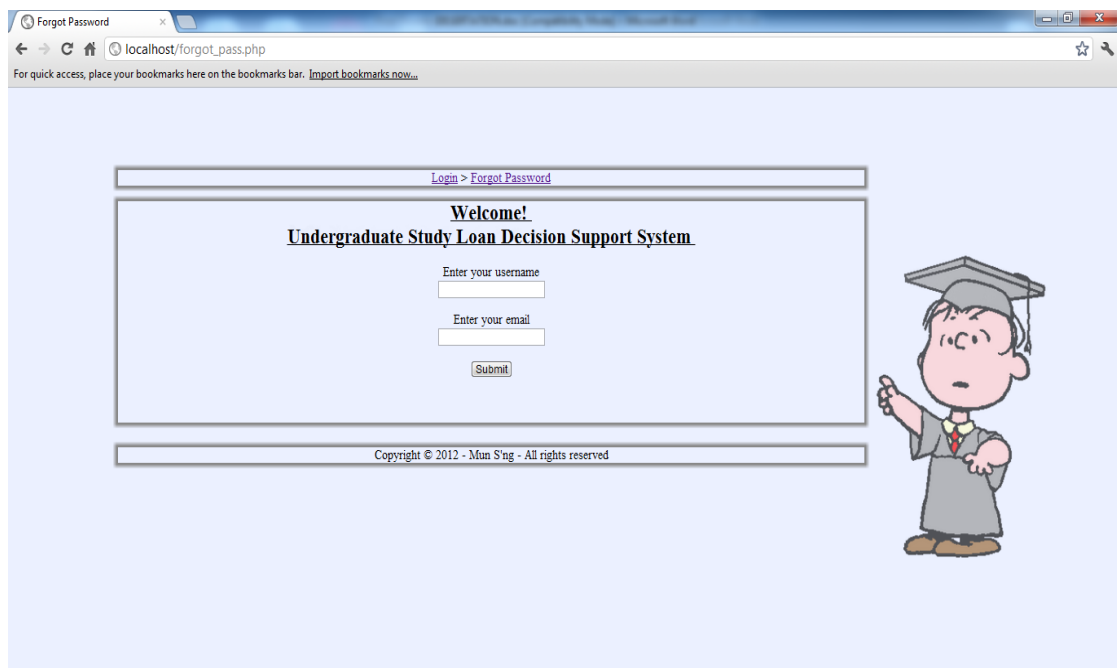 Forgot Password
localhost/forgot_pass.php
For quick access, place your bookmarks here on the bookmarks bar. Import bookmarks now...
Login > Forgot Password
Welcome!
Undergraduate Study Loan Decision Support System
Enter your username
Enter your email
Submit
Copyright © 2012 - Mun S'ng - All rights reserved